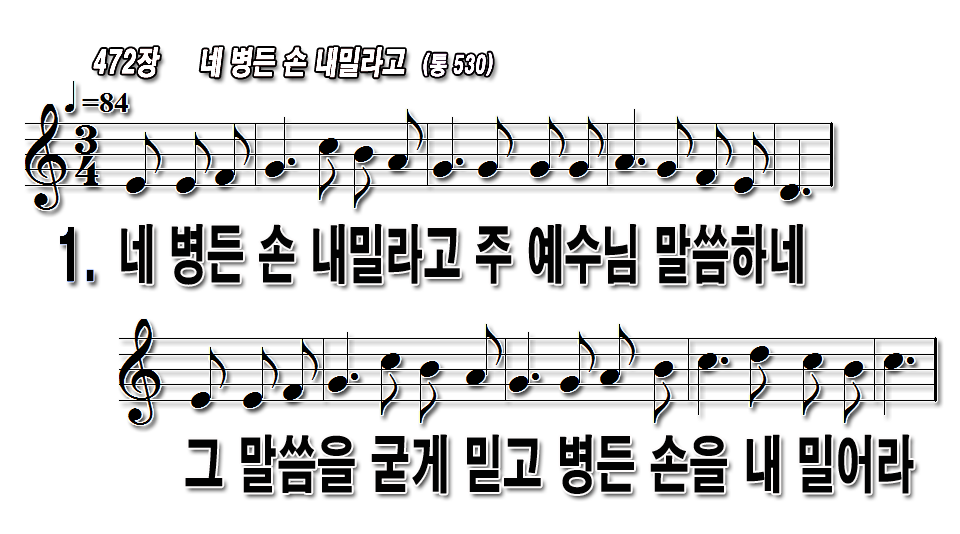 472장 네 병든 손 내밀라고 (통 530)
♩=84
3
4
1. 네 병든 손 내밀라고 주 예수님 말씀하네
그 말씀을 굳게 믿고 병든 손을 내 밀어라